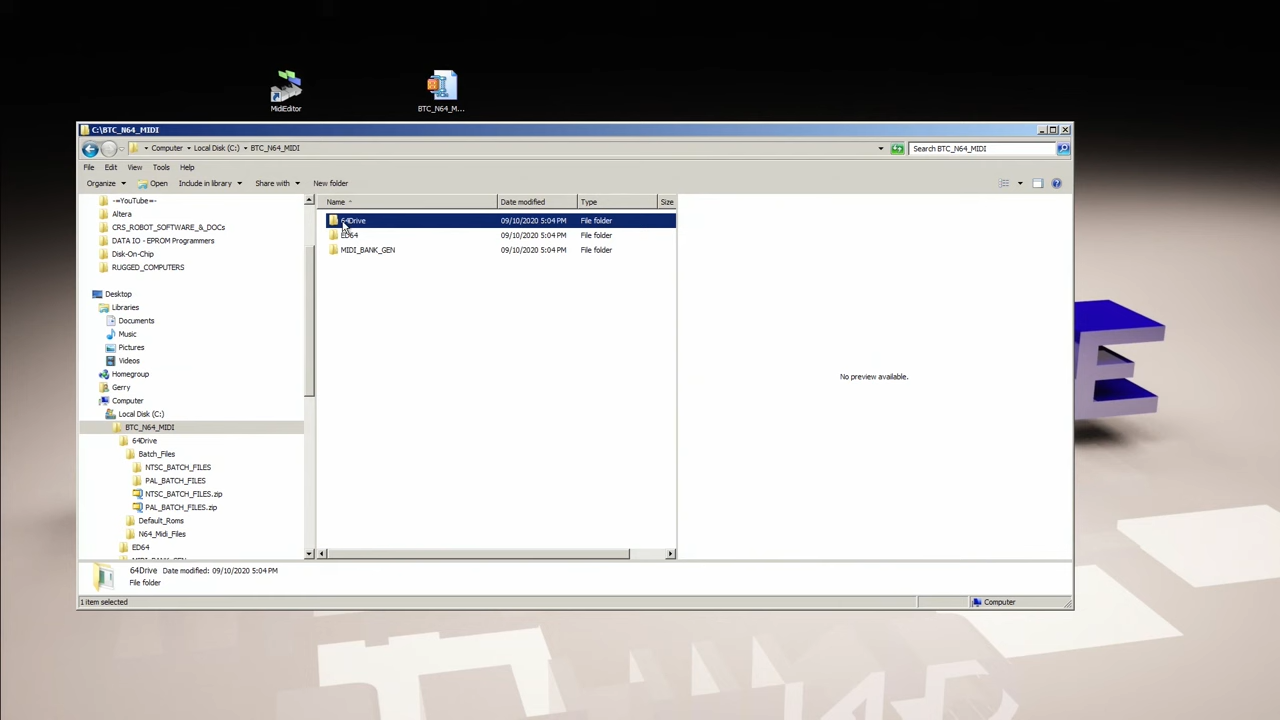 MidiEditor
BTC_N64_M...
C:\BTC_N64_MIDI
Computer ▸ Local Disk (C:) ▸ BTC_N64_MIDI
Search BTC_N64_MIDI
File Edit View Tools Help
Organize Open Include in library Share with New folder
Name Date modified Type Size
-=YouTube=-
Altera
CRS_ROBOT_SOFTWARE_&_DOCs
DATA IO - EPROM Programmers
Disk-On-Chip
RUGGED_COMPUTERS
Desktop
Libraries
Documents
Music
Pictures
Videos
Homegroup
Gerry
Computer
Local Disk (C:)
BTC_N64_MIDI
64Drive
Batch_Files
NTSC_BATCH_FILES
PAL_BATCH_FILES
NTSC_BATCH_FILES.zip
PAL_BATCH_FILES.zip
Default_Roms
N64_Midi_Files
ED64
MIDI_BANK_GEN
64Drive 09/10/2020 5:04 PM File folder
ED64 09/10/2020 5:04 PM File folder
MIDI_BANK_GEN 09/10/2020 5:04 PM File folder
No preview available.
64Drive Date modified: 09/10/2020 5:04 PM
File folder
1 item selected
Computer
E